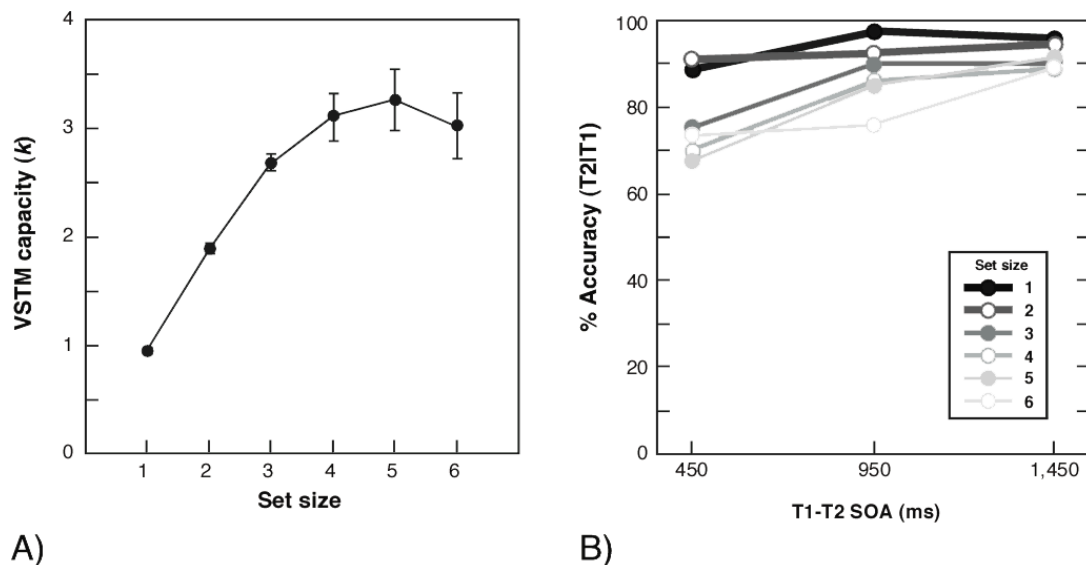 4
3
2
1
0
VSTM capacity (k)
1 2 3 4 5 6
Set size
A)
100
80
60
40
20
0
% Accuracy (T2|T1)
Set size
1
2
3
4
5
6
450 950 1,450
T1-T2 SOA (ms)
B)